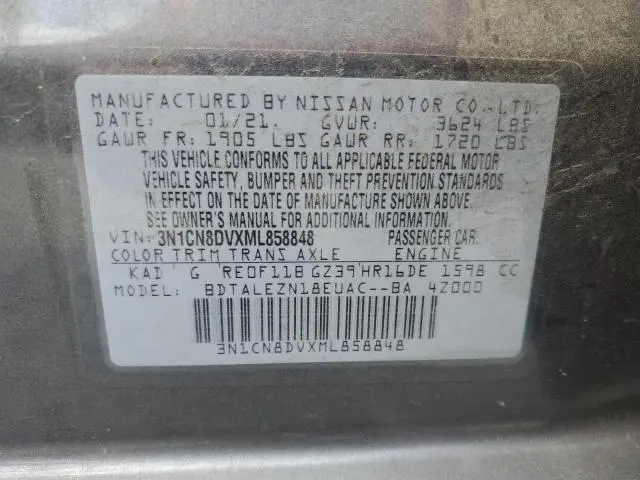 MANUFACTURED BY NISSAN MOTOR CO., LTD.
DATE: 01/21. GVWR: 3624 LBS
GAWR FR: 1905 LBS GAWR RR: 1720 LBS
THIS VEHICLE CONFORMS TO ALL APPLICABLE FEDERAL MOTOR
VEHICLE SAFETY, BUMPER AND THEFT PREVENTION STANDARDS
IN EFFECT ON THE DATE OF MANUFACTURE SHOWN ABOVE.
SEE OWNER'S MANUAL FOR ADDITIONAL INFORMATION.
VIN: 3N1CN8DVXML858848 PASSENGER CAR.
COLOR TRIM TRANS AXLE ENGINE
KAD G RE0F11B GZ39 HR16DE 1598 CC
MODEL: BDTALEZN18EUAC--BA 4Z000
3N1CN8DVXML858848